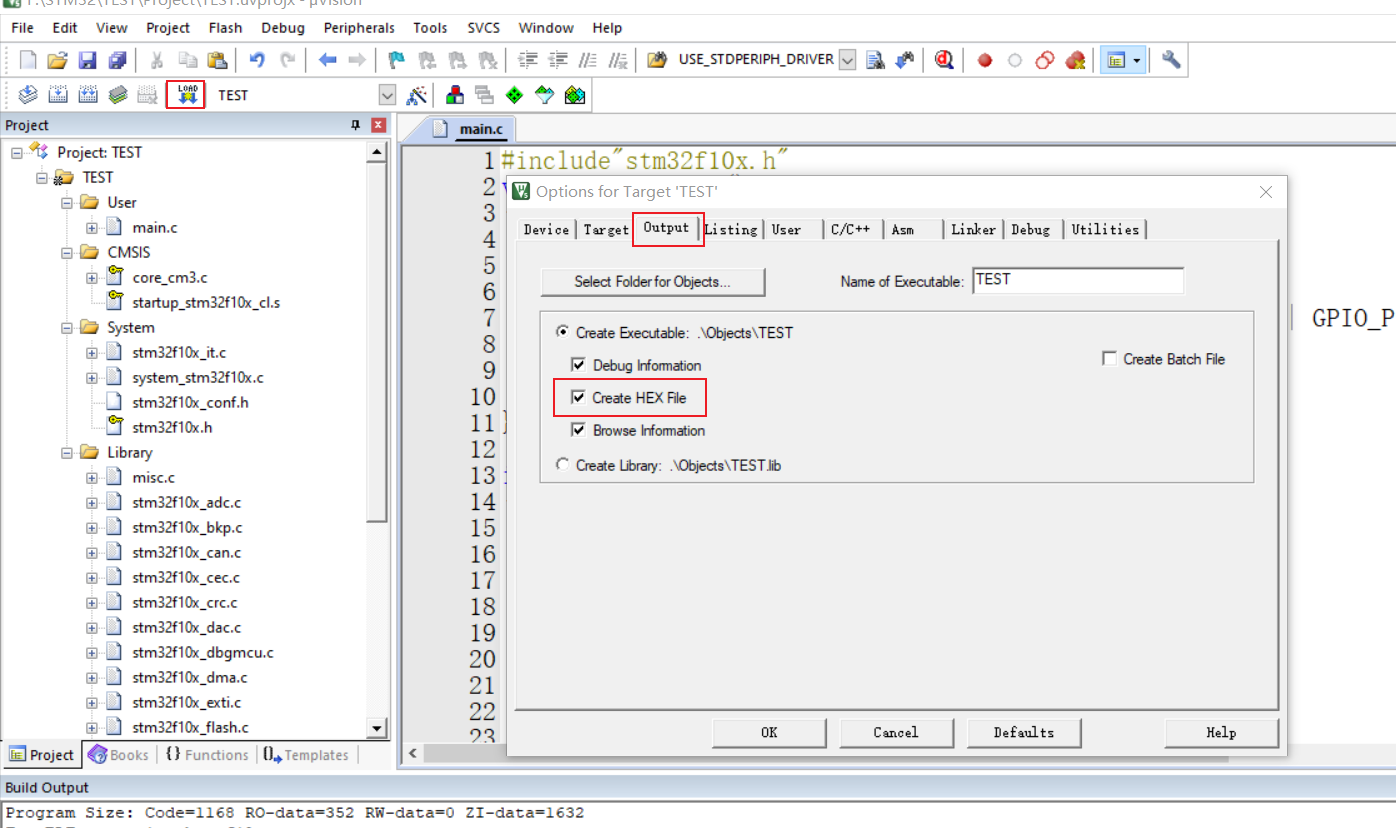 F:\STM32\TEST\Project\TEST.uvprojx - µVision
File Edit View Project Flash Debug Peripherals Tools SVCS Window Help
USE_STDPERIPH_DRIVER
LOAD TEST
Project
main.c
Project: TEST
TEST
User
main.c
CMSIS
core_cm3.c
startup_stm32f10x_cl.s
System
stm32f10x_it.c
system_stm32f10x.c
stm32f10x_conf.h
stm32f10x.h
Library
misc.c
stm32f10x_adc.c
stm32f10x_bkp.c
stm32f10x_can.c
stm32f10x_cec.c
stm32f10x_crc.c
stm32f10x_dac.c
stm32f10x_dbgmcu.c
stm32f10x_dma.c
stm32f10x_exti.c
stm32f10x_flash.c
Project Books {} Functions Templates
1 #include"stm32f10x.h"
2
3
4
5
6
7 GPIO_P
8
9
10
11 }
12
13
14
15
16
17
18
19
20
21
22
23
Options for Target 'TEST'
Device Target Output Listing User C/C++ Asm Linker Debug Utilities
Select Folder for Objects... Name of Executable: TEST
Create Executable: .\Objects\TEST
Debug Information
Create Batch File
Create HEX File
Browse Information
Create Library: .\Objects\TEST.lib
OK Cancel Defaults Help
Build Output
Program Size: Code=1168 RO-data=352 RW-data=0 ZI-data=1632